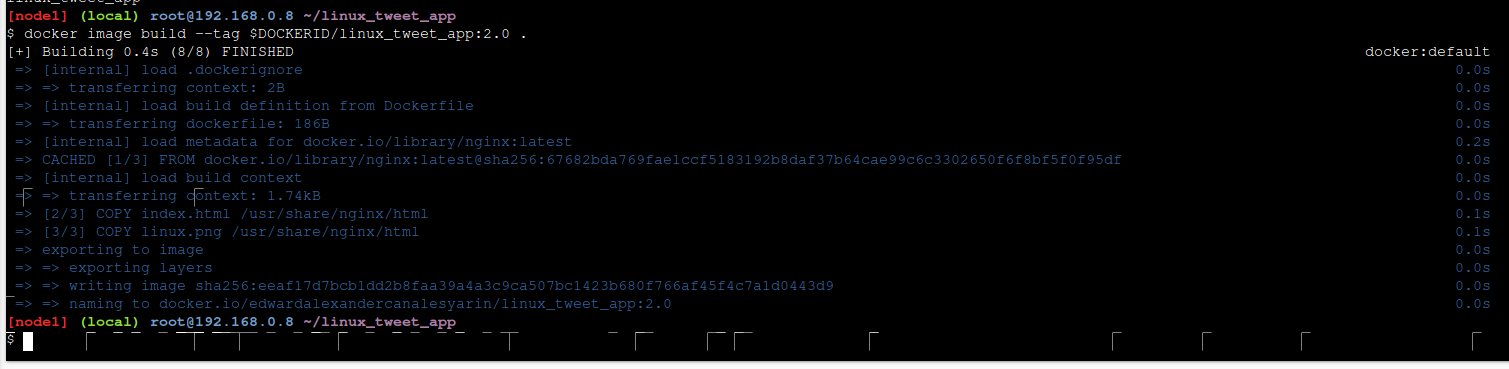 linux_tweet_app
[node1] (local) root@192.168.0.8 ~/linux_tweet_app
$ docker image build --tag $DOCKERID/linux_tweet_app:2.0 .
[+] Building 0.4s (8/8) FINISHED docker:default
=> [internal] load .dockerignore 0.0s
=> => transferring context: 2B 0.0s
=> [internal] load build definition from Dockerfile 0.0s
=> => transferring dockerfile: 186B 0.0s
=> [internal] load metadata for docker.io/library/nginx:latest 0.2s
=> CACHED [1/3] FROM docker.io/library/nginx:latest@sha256:67682bda769fae1ccf5183192b8daf37b64cae99c6c3302650f6f8bf5f0f95df 0.0s
=> [internal] load build context 0.0s
=> => transferring context: 1.74kB 0.0s
=> [2/3] COPY index.html /usr/share/nginx/html 0.1s
=> [3/3] COPY linux.png /usr/share/nginx/html 0.1s
=> exporting to image 0.0s
=> => exporting layers 0.0s
=> => writing image sha256:eeaf17d7bcb1dd2b8faa39a4a3c9ca507bc1423b680f766af45f4c7a1d0443d9 0.0s
=> => naming to docker.io/edwardalexandercanalesyarin/linux_tweet_app:2.0 0.0s
[node1] (local) root@192.168.0.8 ~/linux_tweet_app
$